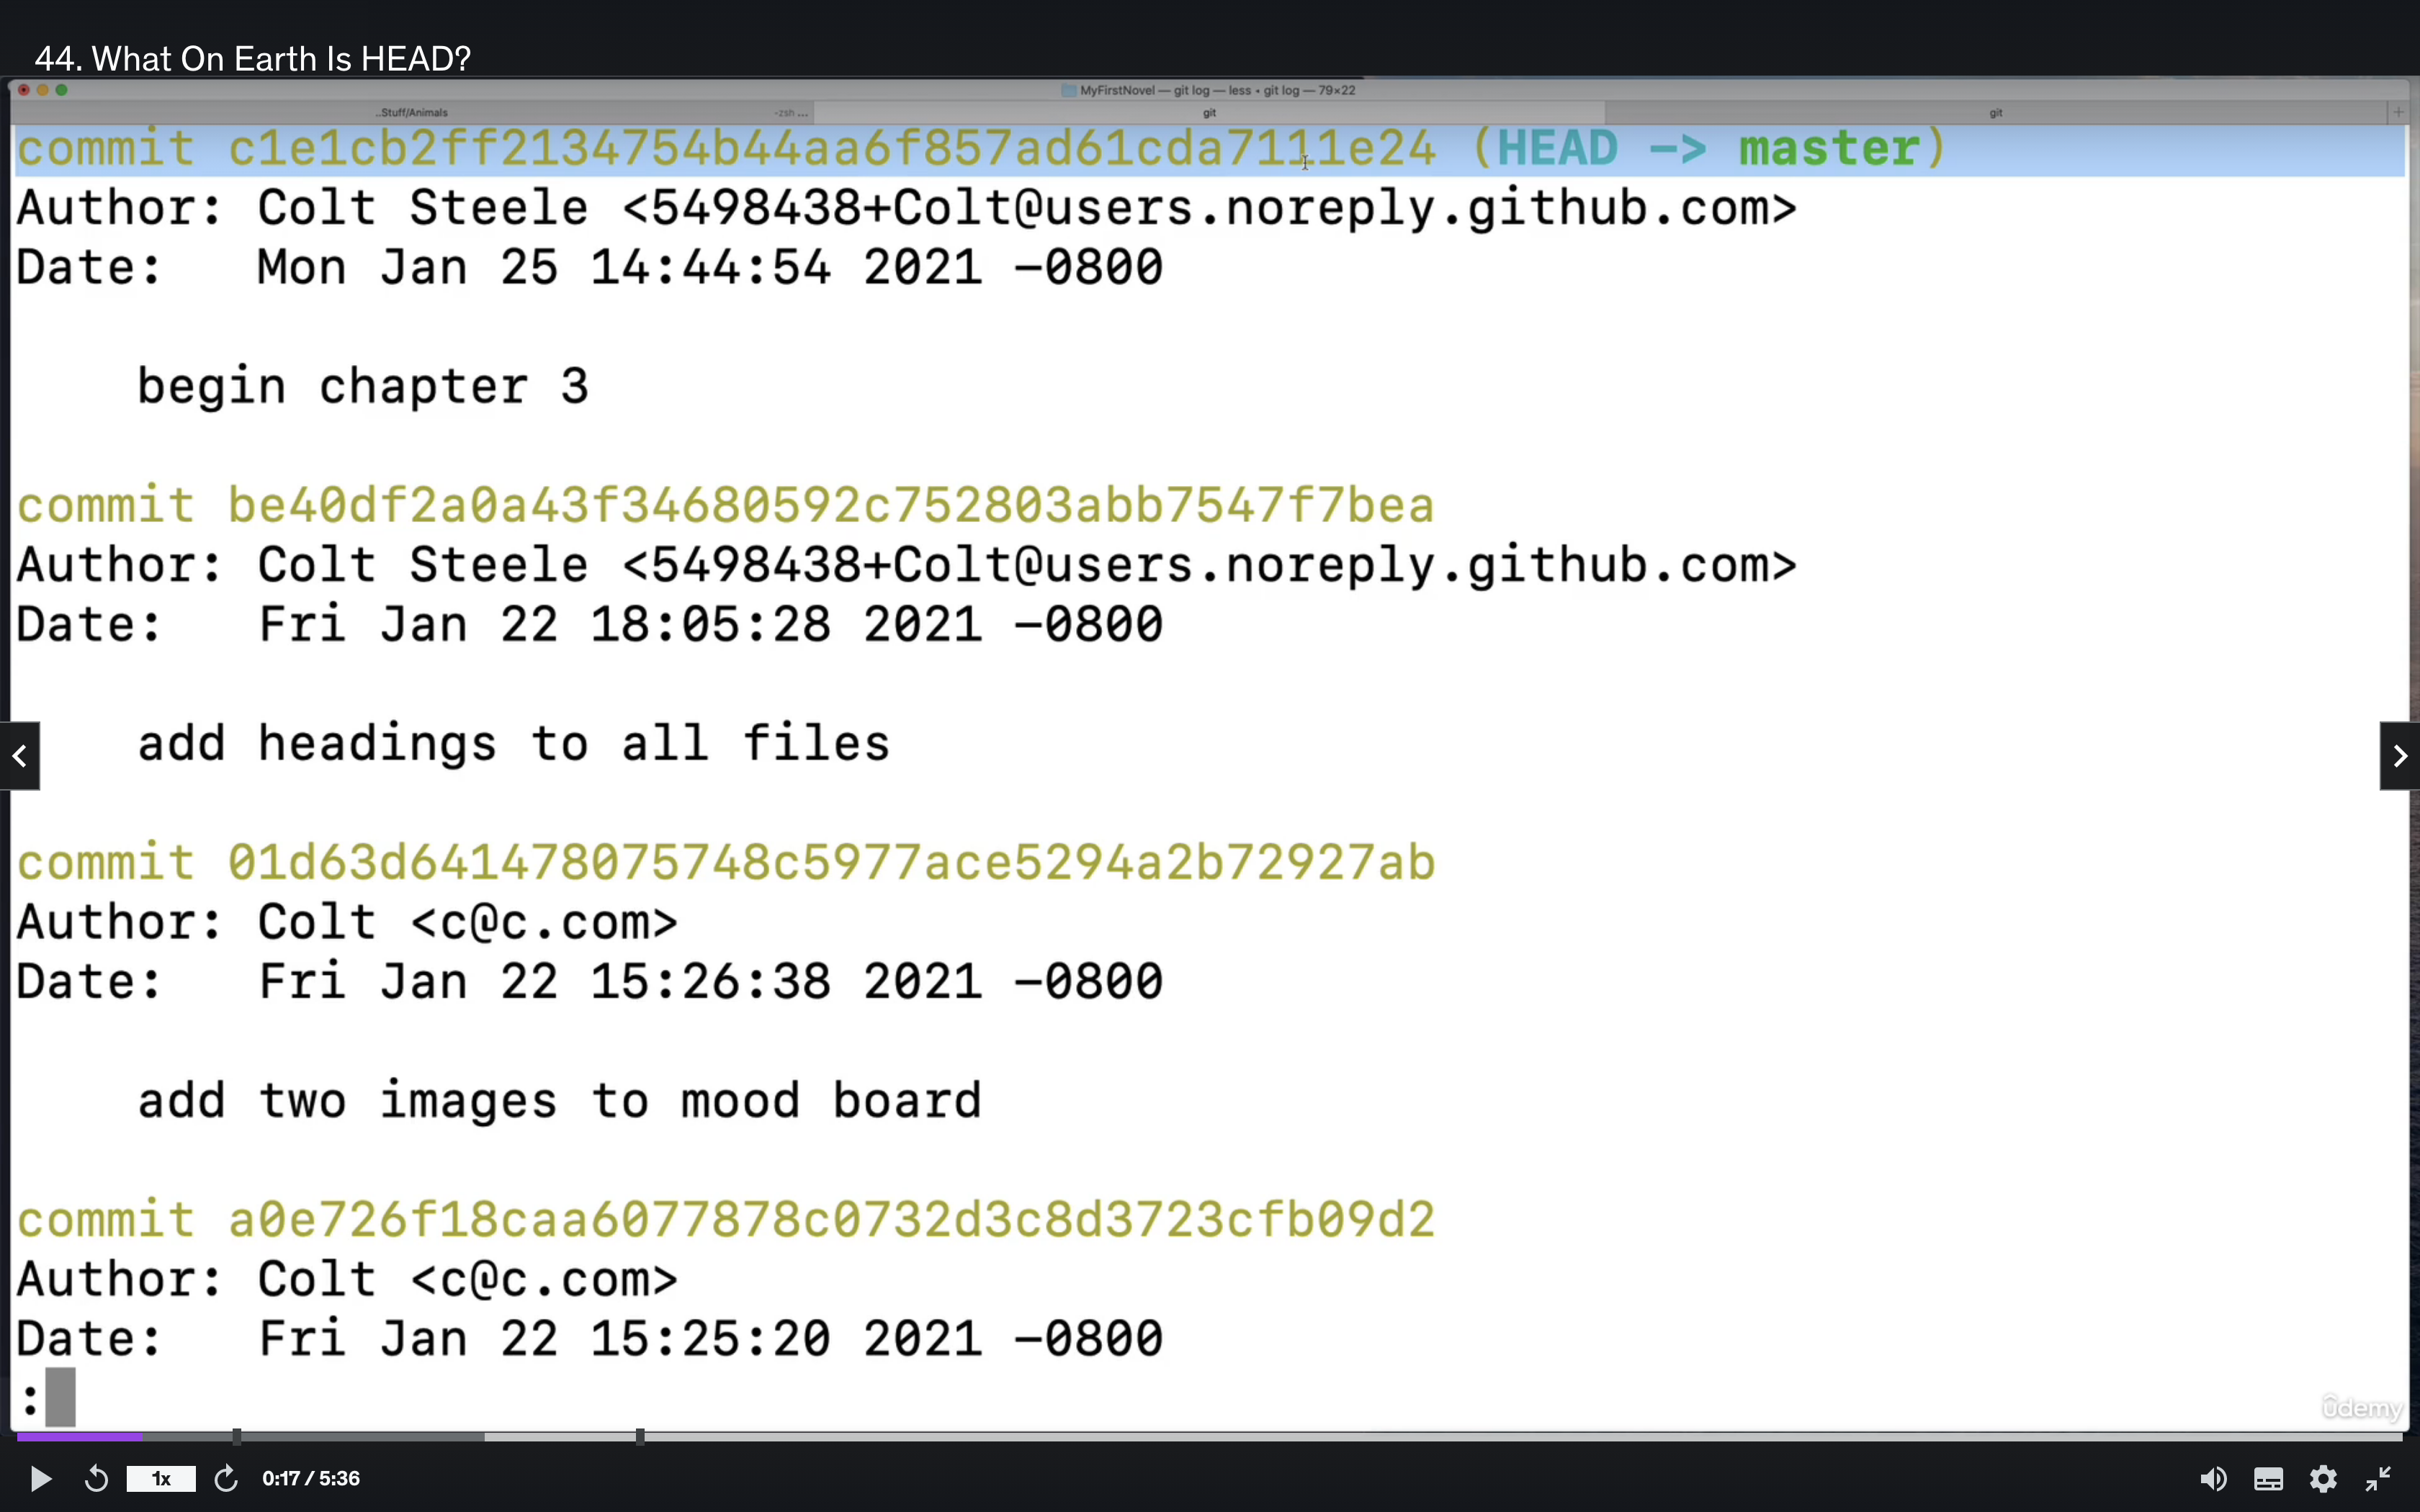 44. What On Earth Is HEAD?
MyFirstNovel — git log — less • git log — 79×22
..Stuff/Animals -zsh ... git git +
commit c1e1cb2ff2134754b44aa6f857ad61cda7111e24 (HEAD -> master)
Author: Colt Steele <5498438+Colt@users.noreply.github.com>
Date:   Mon Jan 25 14:44:54 2021 -0800
begin chapter 3
commit be40df2a0a43f34680592c752803abb7547f7bea
Author: Colt Steele <5498438+Colt@users.noreply.github.com>
Date:   Fri Jan 22 18:05:28 2021 -0800
add headings to all files
commit 01d63d641478075748c5977ace5294a2b72927ab
Author: Colt <c@c.com>
Date:   Fri Jan 22 15:26:38 2021 -0800
add two images to mood board
commit a0e726f18caa6077878c0732d3c8d3723cfb09d2
Author: Colt <c@c.com>
Date:   Fri Jan 22 15:25:20 2021 -0800
:
ûdemy
1x 0:17 / 5:36